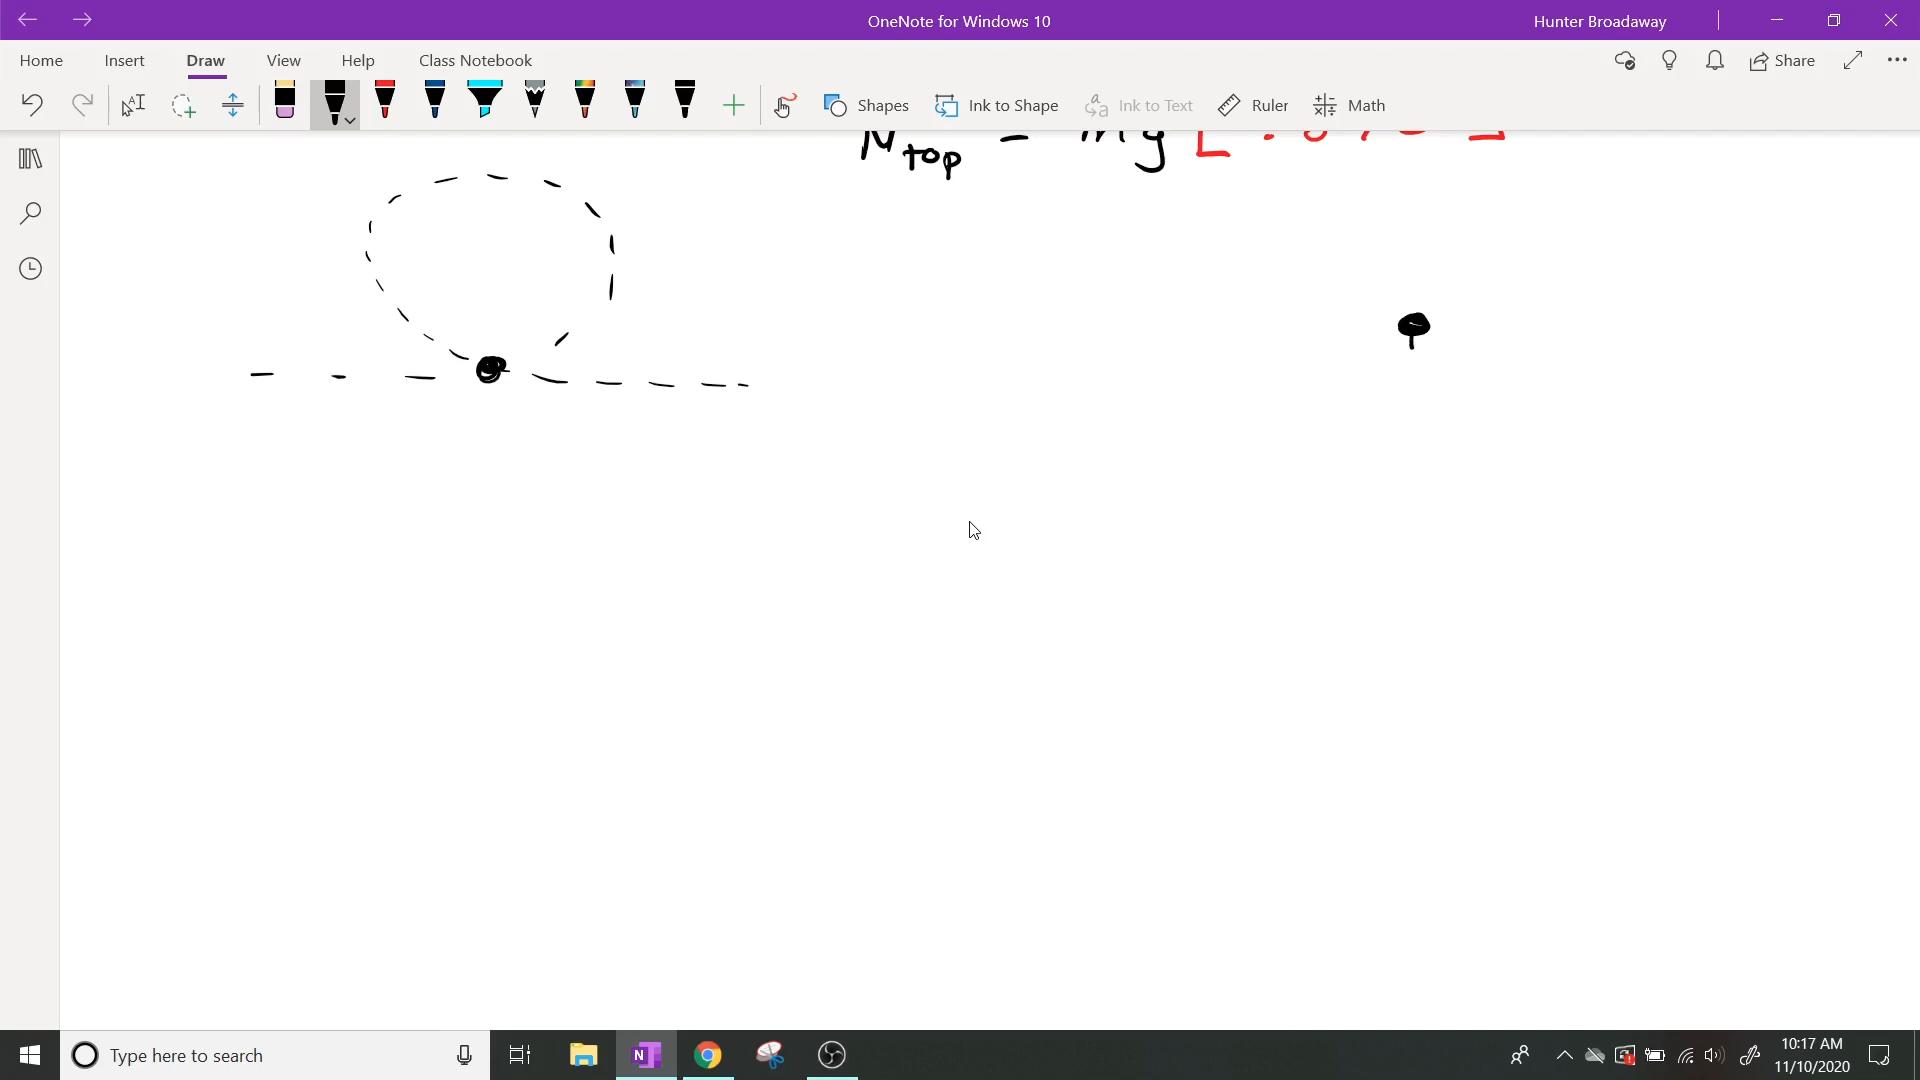 OneNote for Windows 10
Hunter Broadaway
Home Insert Draw View Help Class Notebook
Share
Shapes Ink to Shape Ink to Text Ruler Math
N top = mg
Type here to search
10:17 AM
11/10/2020